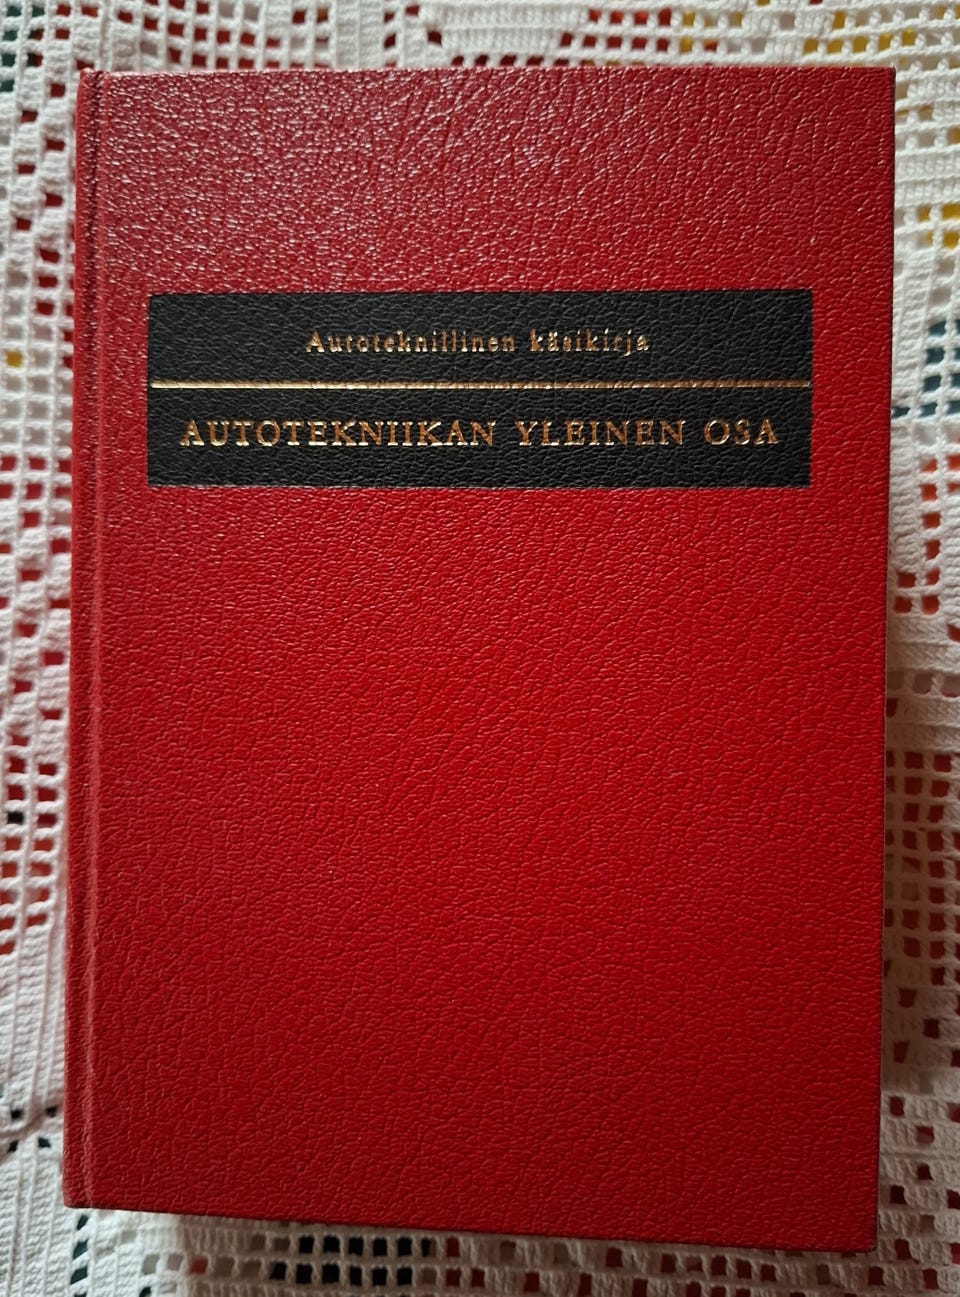 Autoteknillinen käsikirja
AUTOTEKNIIKAN YLEINEN OSA